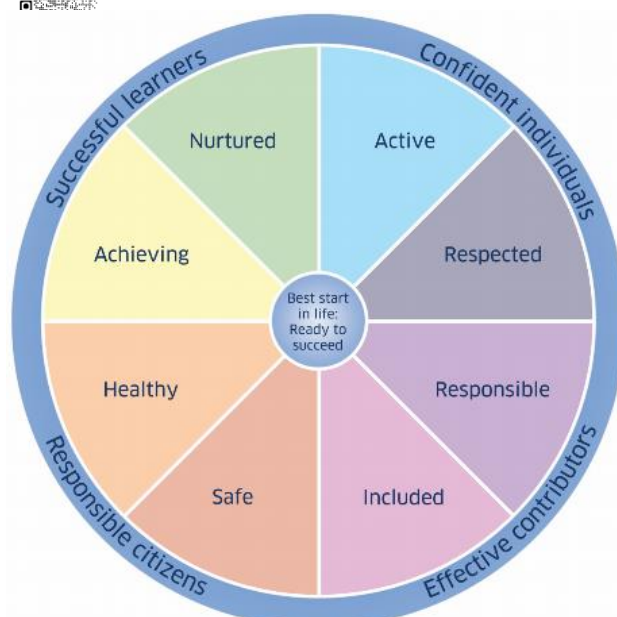 Successful learners
Confident individuals
Nurtured
Active
Achieving
Respected
Best start
in life:
Ready to
succeed
Healthy
Responsible
Safe
Included
Responsible citizens
Effective contributors